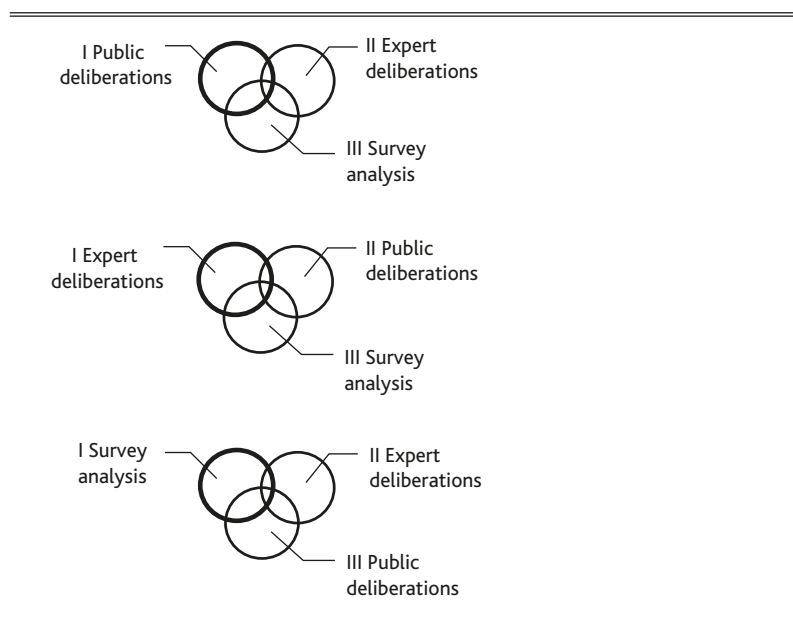 I Public
deliberations
II Expert
deliberations
III Survey
analysis
I Expert
deliberations
II Public
deliberations
III Survey
analysis
I Survey
analysis
II Expert
deliberations
III Public
deliberations